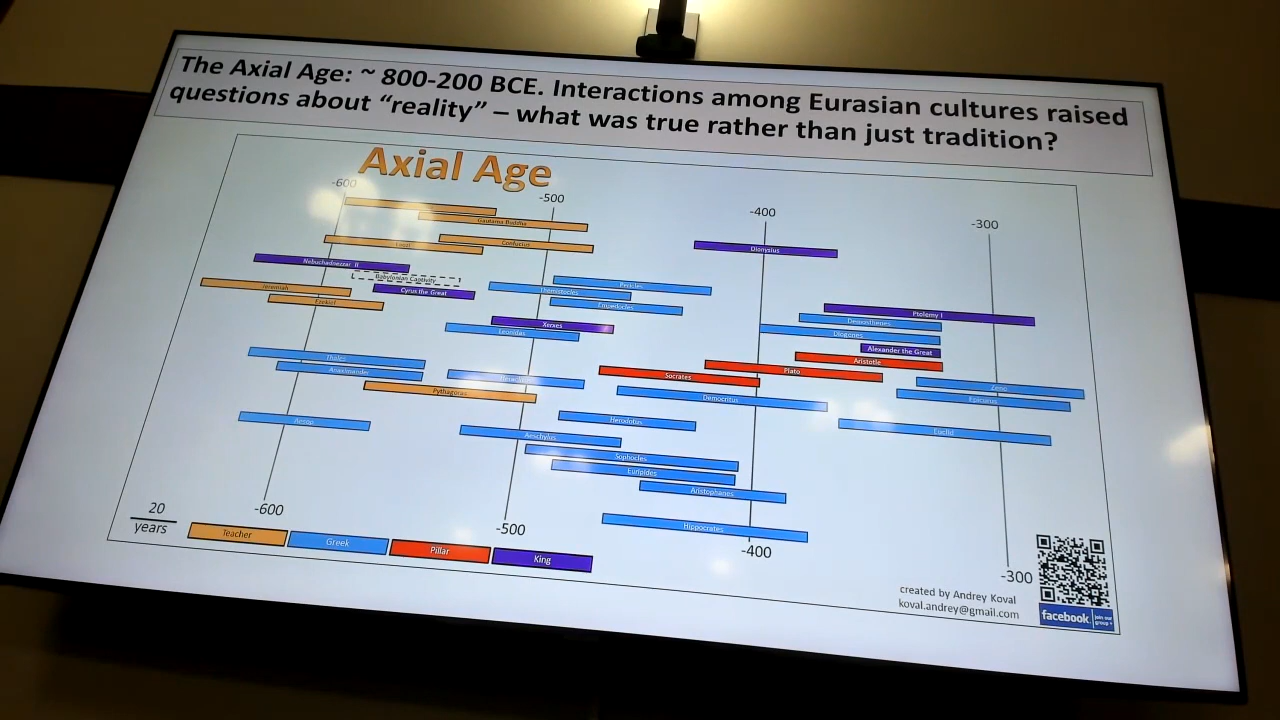 The Axial Age: ~ 800-200 BCE. Interactions among Eurasian cultures raised
questions about “reality” – what was true rather than just tradition?
Axial Age
-600
-500
-400
-300
Gautama Buddha
Laozi
Confucius
Dionysius
Nebuchadnezzar II
Babylonian Captivity
Cyrus the Great
Jeremiah
Ezekiel
Pericles
Themistocles
Empedocles
Xerxes
Leonidas
Ptolemy I
Demosthenes
Diogenes
Alexander the Great
Aristotle
Plato
Socrates
Thales
Anaximander
Pythagoras
Democritus
Zeno
Epicurus
Euclid
Aesop
Herodotus
Aeschylus
Sophocles
Euripides
Aristophanes
Hippocrates
20
years
-600
-500
-400
-300
Teacher
Greek
Pillar
King
created by Andrey Koval
koval.andrey@gmail.com
facebook
join our
group